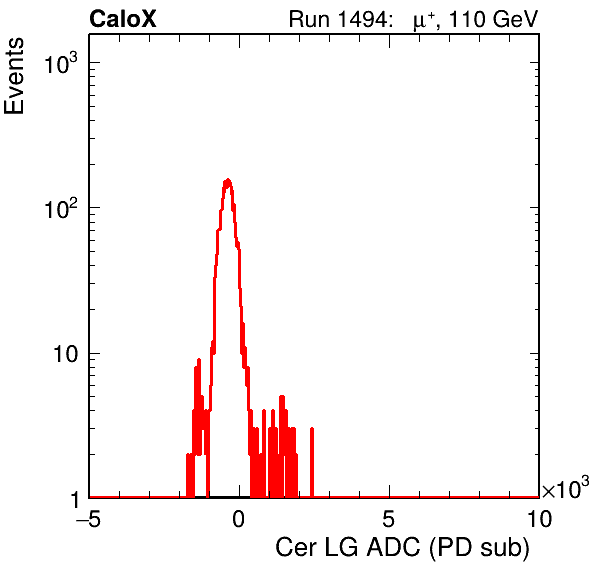 CaloX Run 1494: μ⁺, 110 GeV
Events
10³
10²
10
1
−5 0 5 10
×10³
Cer LG ADC (PD sub)